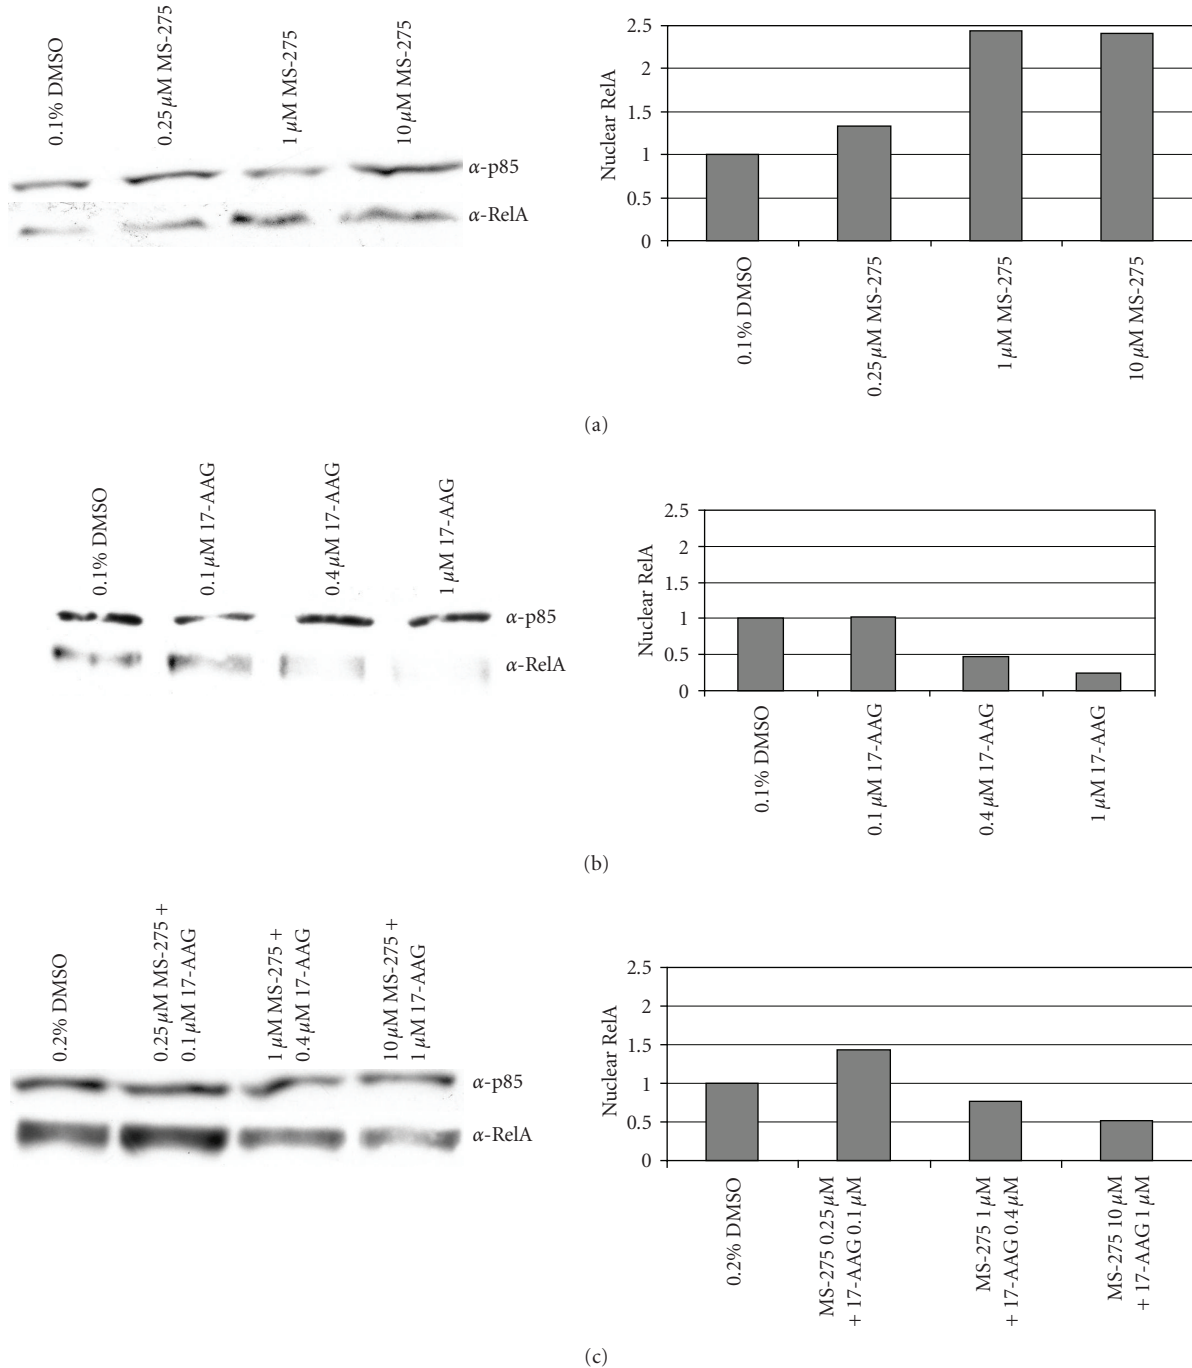 0.1% DMSO
0.25 μM MS-275
1 μM MS-275
10 μM MS-275
α-p85
α-RelA
Nuclear RelA
2.5
2
1.5
1
0.5
0
0.1% DMSO
0.25 μM MS-275
1 μM MS-275
10 μM MS-275
(a)
0.1% DMSO
0.1 μM 17-AAG
0.4 μM 17-AAG
1 μM 17-AAG
α-p85
α-RelA
Nuclear RelA
2.5
2
1.5
1
0.5
0
0.1% DMSO
0.1 μM 17-AAG
0.4 μM 17-AAG
1 μM 17-AAG
(b)
0.2% DMSO
0.25 μM MS-275 +
0.1 μM 17-AAG
1 μM MS-275 +
0.4 μM 17-AAG
10 μM MS-275 +
1 μM 17-AAG
α-p85
α-RelA
Nuclear RelA
2.5
2
1.5
1
0.5
0
0.2% DMSO
MS-275 0.25 μM
+ 17-AAG 0.1 μM
MS-275 1 μM
+ 17-AAG 0.4 μM
MS-275 10 μM
+ 17-AAG 1 μM
(c)